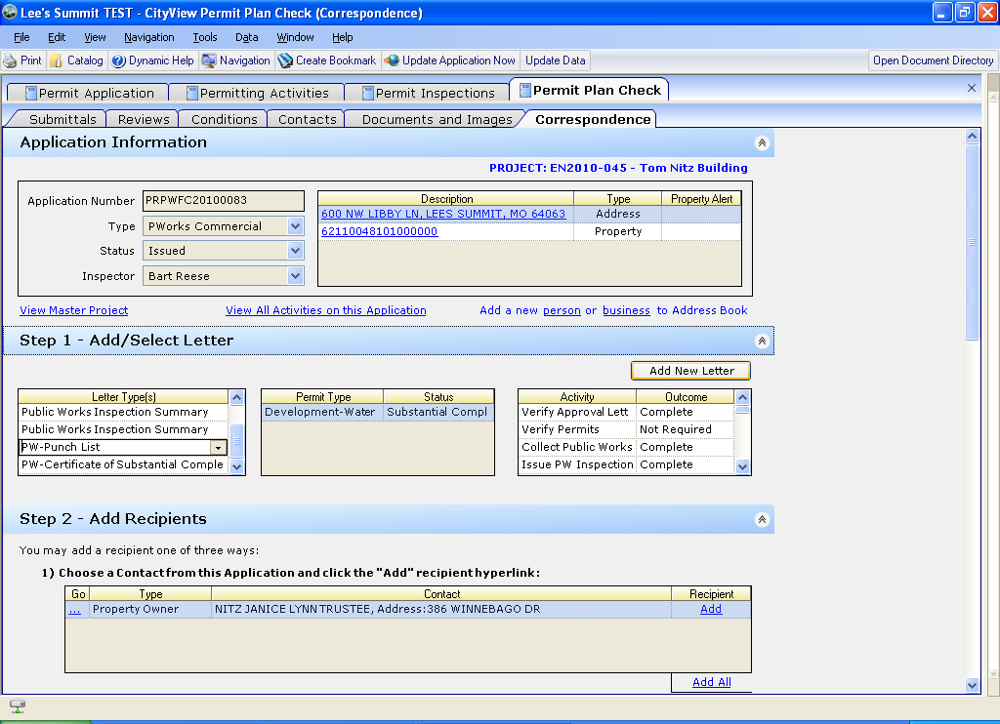 Lee's Summit TEST - CityView Permit Plan Check (Correspondence)
File Edit View Navigation Tools Data Window Help
Print Catalog Dynamic Help Navigation Create Bookmark Update Application Now Update Data Open Document Directory
Permit Application Permitting Activities Permit Inspections Permit Plan Check
Submittals Reviews Conditions Contacts Documents and Images Correspondence
Application Information
PROJECT: EN2010-045 - Tom Nitz Building
Application Number PRPWFC20100083
Type PWorks Commercial
Status Issued
Inspector Bart Reese
Description Type Property Alert
600 NW LIBBY LN, LEES SUMMIT, MO 64063 Address
62110048101000000 Property
View Master Project View All Activities on this Application Add a new person or business to Address Book
Step 1 - Add/Select Letter
Add New Letter
Letter Type(s)
Public Works Inspection Summary
Public Works Inspection Summary
PW-Punch List
PW-Certificate of Substantial Comple
Permit Type Status
Development-Water Substantial Compl
Activity Outcome
Verify Approval Lett Complete
Verify Permits Not Required
Collect Public Works Complete
Issue PW Inspection Complete
Step 2 - Add Recipients
You may add a recipient one of three ways:
1) Choose a Contact from this Application and click the "Add" recipient hyperlink:
Go Type Contact Recipient
... Property Owner NITZ JANICE LYNN TRUSTEE, Address:386 WINNEBAGO DR Add
Add All